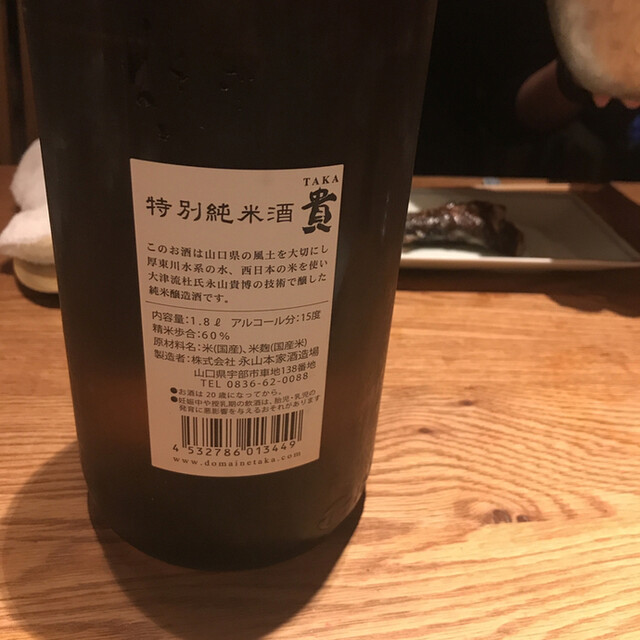 TAKA
特別純米酒 貴
このお酒は山口県の風土を大切にし
厚東川水系の水、西日本の米を使い
大津流杜氏永山貴博の技術で醸した
純米醸造酒です。
内容量:1.8ℓ アルコール分:15度
精米歩合:60%
原材料名:米(国産)、米麹(国産米)
製造者:株式会社 永山本家酒造場
山口県宇部市車地138番地
TEL 0836-62-0088
●お酒は20歳になってから。
●妊娠中や授乳期の飲酒は、胎児・乳児の
発育に悪影響を与えるおそれがあります
4 532786 013449
www.domainetaka.com